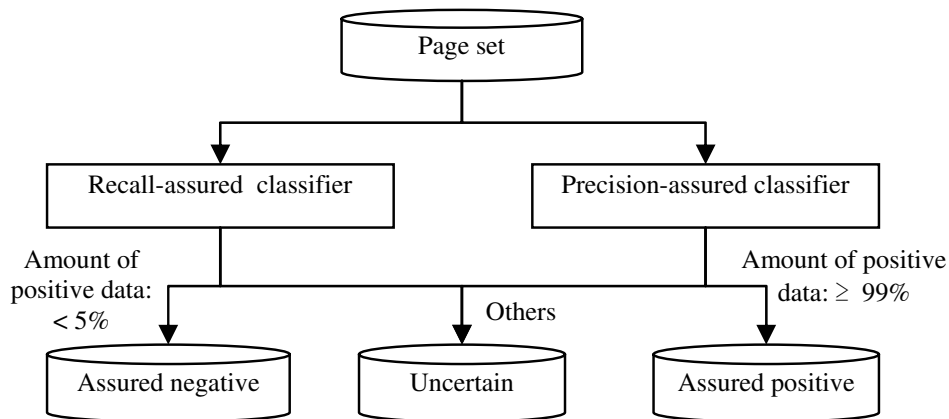 Page set
Recall-assured classifier
Precision-assured classifier
Amount of
positive data:
< 5%
Amount of positive
data: ≥ 99%
Others
Assured negative
Uncertain
Assured positive